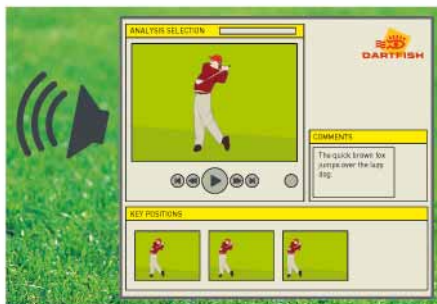 ANALYSIS SELECTION
DARTFISH
COMMENTS
The quick brown fox
jumps over the lazy
dog.
KEY POSITIONS